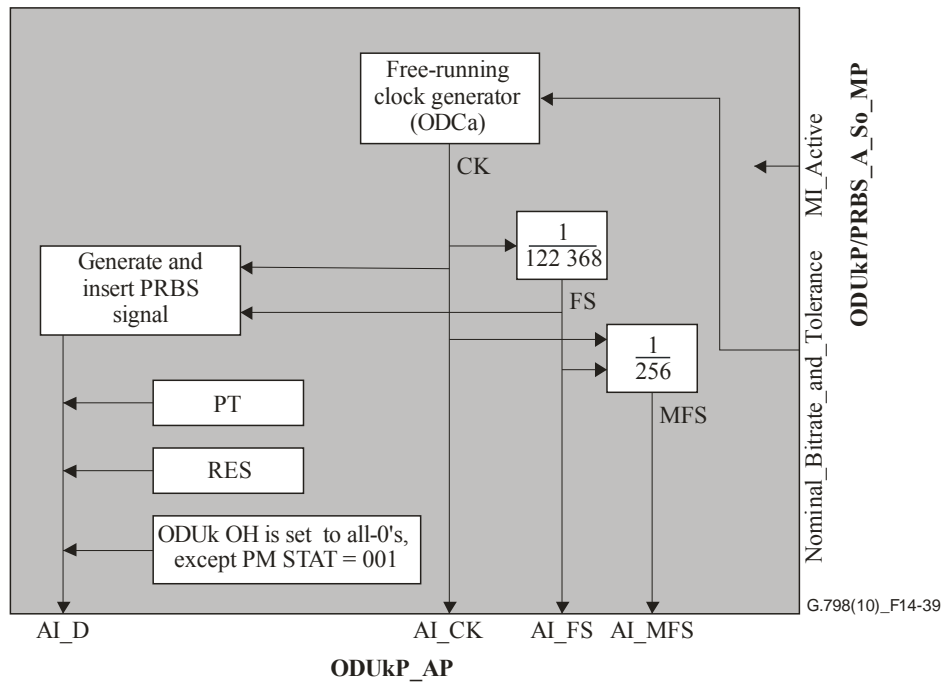 Free-running
clock generator
(ODCa)
CK
1
122 368
Generate and
insert PRBS
signal
FS
1
256
MFS
PT
RES
ODUk OH is set to all-0's,
except PM STAT = 001
MI_Active
Nominal_Bitrate_and_Tolerance
ODUkP/PRBS_A_So_MP
G.798(10)_F14-39
AI_D
AI_CK
AI_FS
AI_MFS
ODUkP_AP